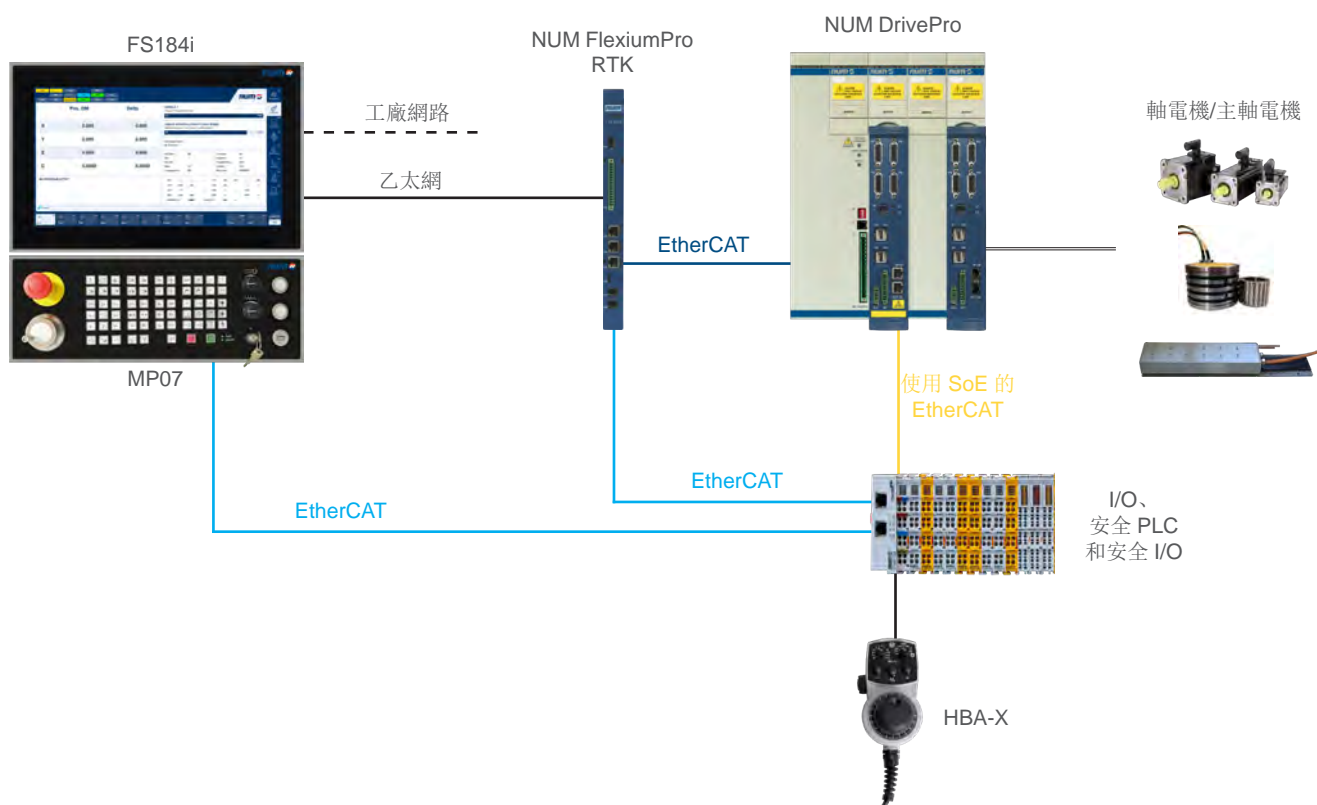 FS184i
NUM FlexiumPro
RTK
NUM DrivePro
num
工廠網路
軸電機/主軸電機
乙太網
EtherCAT
MP07
使用 SoE 的
EtherCAT
EtherCAT
EtherCAT
I/O、
安全 PLC
和安全 I/O
HBA-X